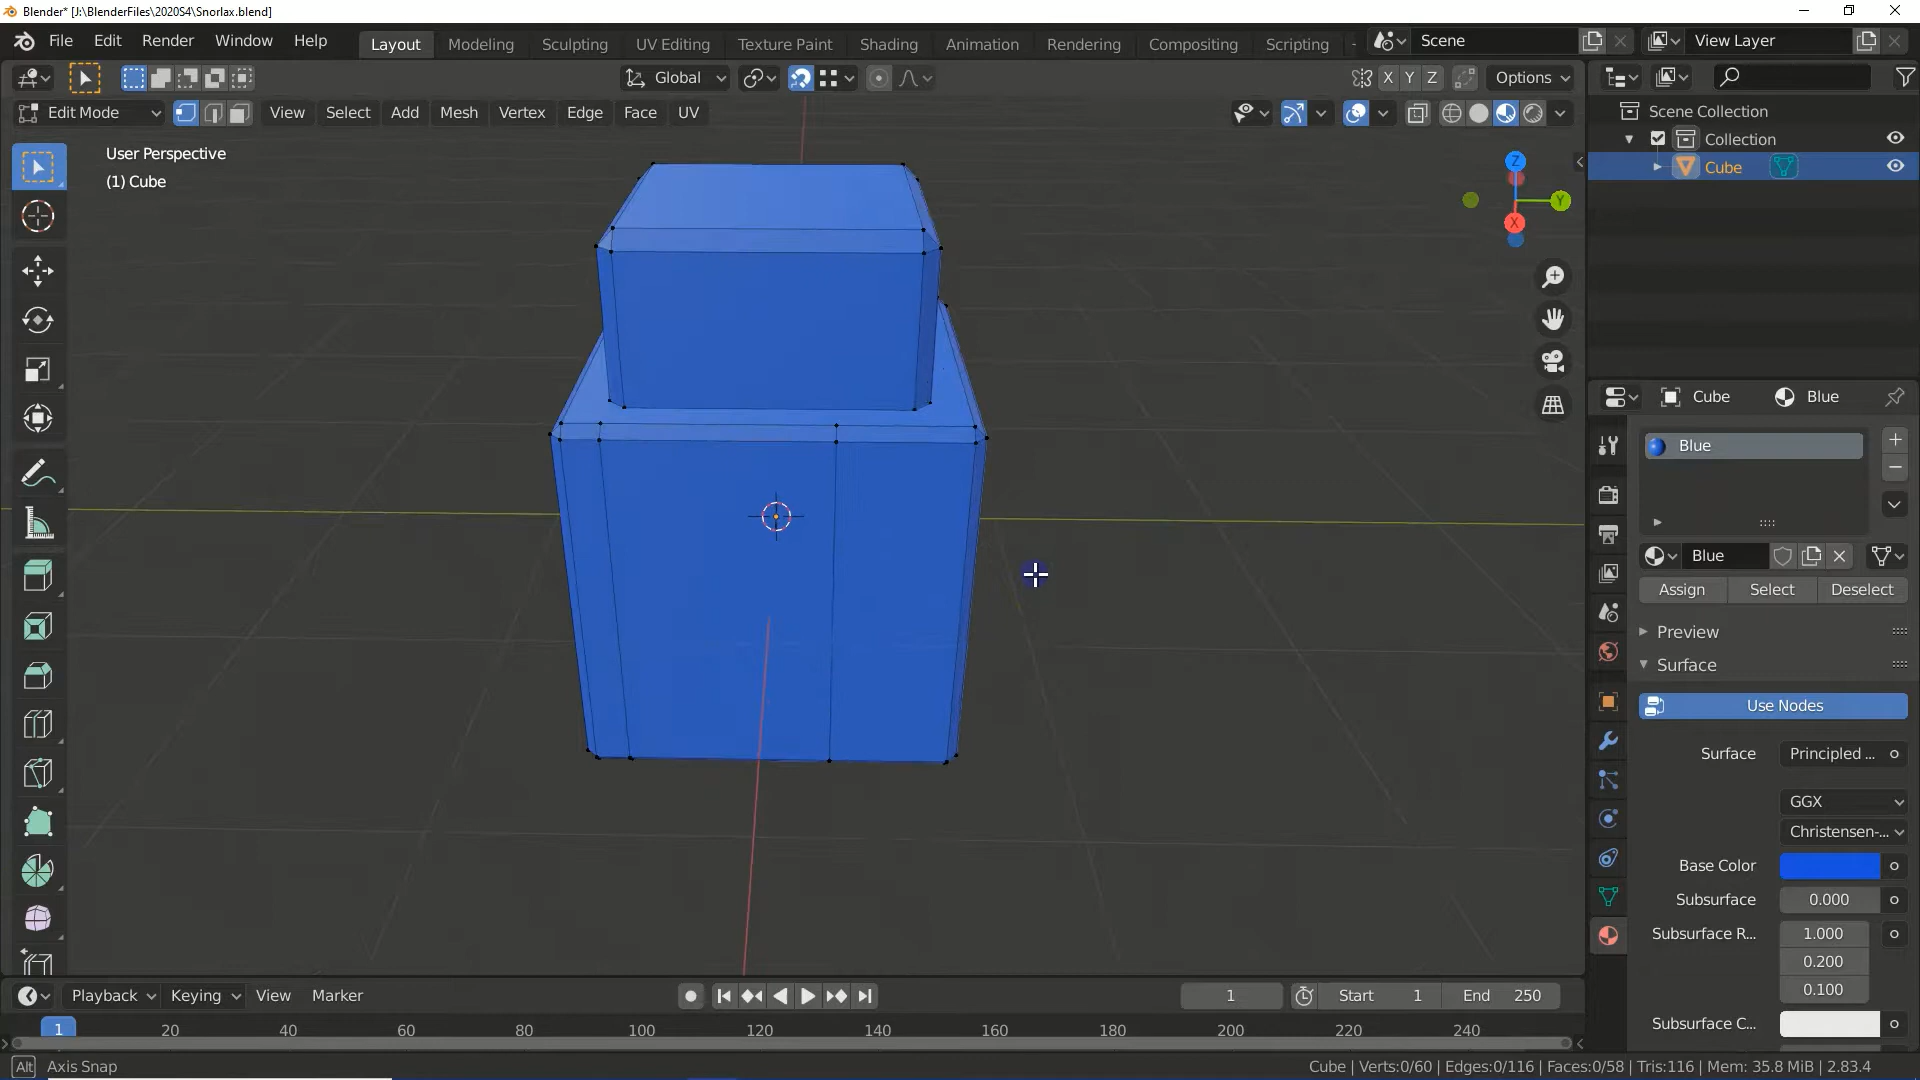 Blender* [J:\BlenderFiles\2020S4\Snorlax.blend]
File Edit Render Window Help Layout Modeling Sculpting UV Editing Texture Paint Shading Animation Rendering Compositing Scripting Scene View Layer
Global X Y Z Options
Edit Mode View Select Add Mesh Vertex Edge Face UV
User Perspective
(1) Cube
Z
Y
X
Scene Collection
Collection
Cube
Cube Blue
Blue
Blue
Assign Select Deselect
Preview
Surface
Use Nodes
Surface Principled ...
GGX
Christensen-...
Base Color
Subsurface 0.000
Subsurface R... 1.000
0.200
0.100
Subsurface C...
Playback Keying View Marker 1 Start 1 End 250
1 20 40 60 80 100 120 140 160 180 200 220 240
Alt Axis Snap Cube | Verts:0/60 | Edges:0/116 | Faces:0/58 | Tris:116 | Mem: 35.8 MiB | 2.83.4